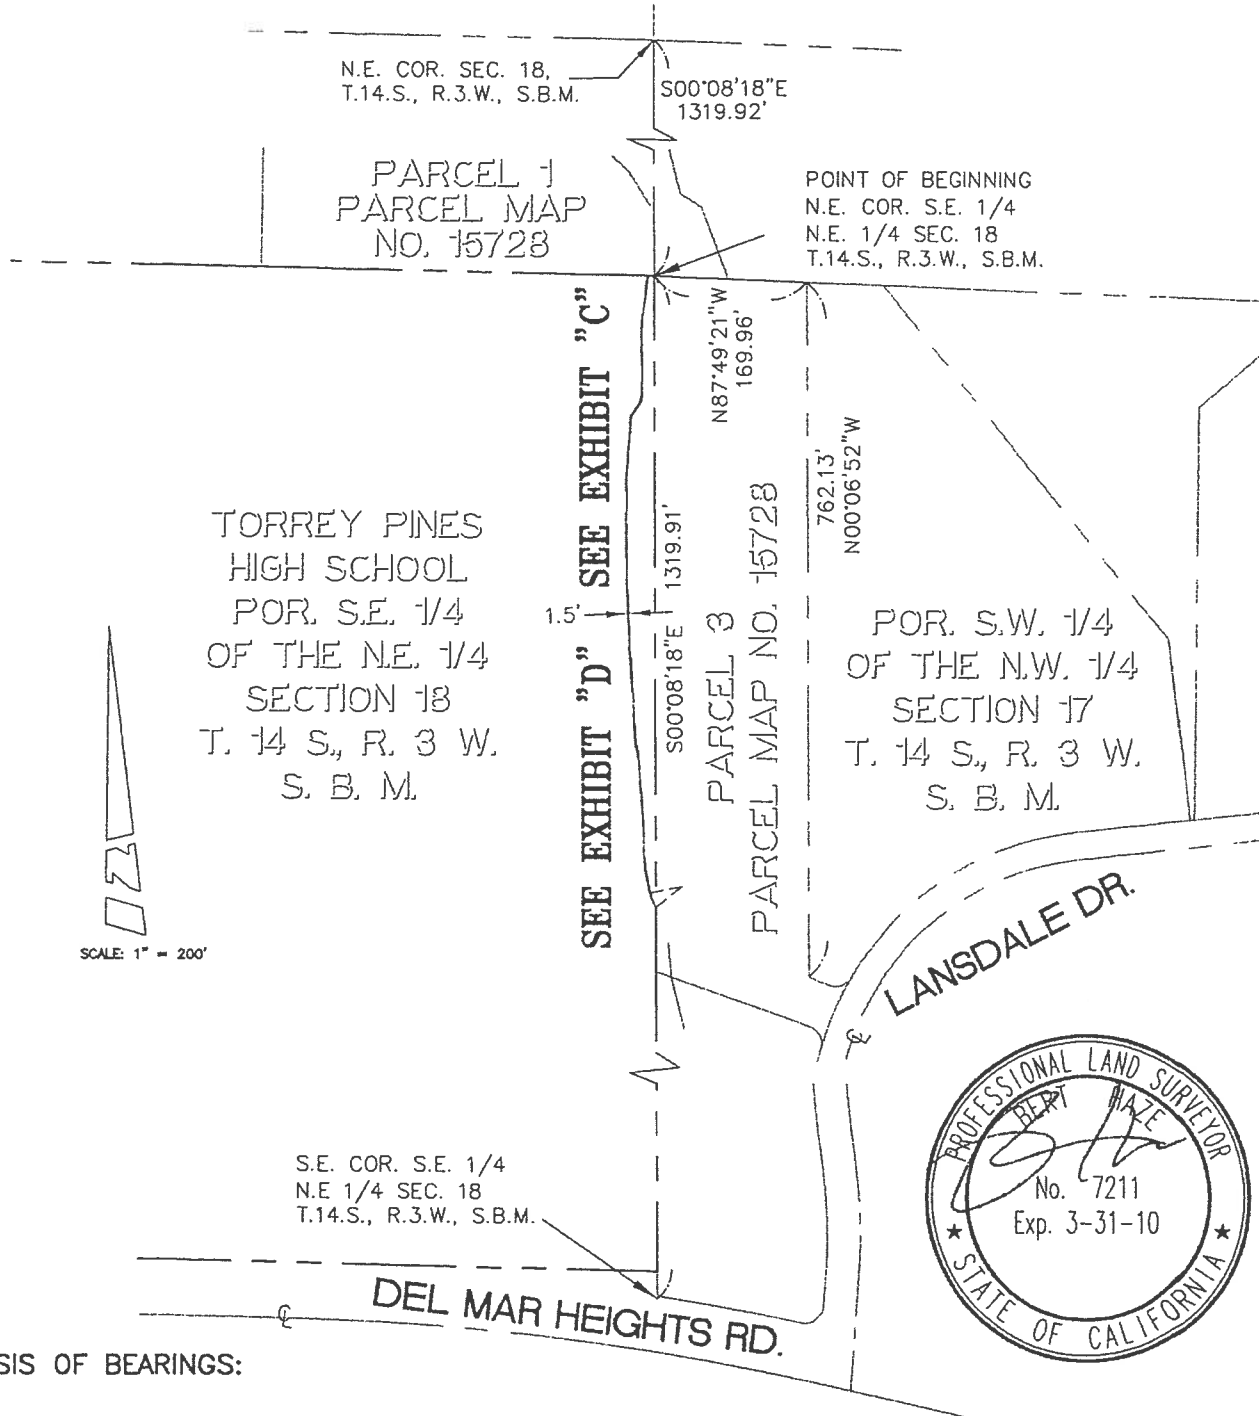 N.E. COR. SEC. 18,
T.14.S., R.3.W., S.B.M.
S00°08'18"E
1319.92'
PARCEL 1
PARCEL MAP
NO. 15728
POINT OF BEGINNING
N.E. COR. S.E. 1/4
N.E. 1/4 SEC. 18
T.14.S., R.3.W., S.B.M.
SEE EXHIBIT "C"
N87°49'21"W
169.96'
762.13'
N00°06'52"W
TORREY PINES
HIGH SCHOOL
POR. S.E. 1/4
OF THE N.E. 1/4
SECTION 18
T. 14 S., R. 3 W.
S. B. M.
1.5'
SEE EXHIBIT "D"
S00°08'18"E 1319.91'
PARCEL 3
PARCEL MAP NO. 15728
POR. S.W. 1/4
OF THE N.W. 1/4
SECTION 17
T. 14 S., R. 3 W.
S. B. M.
SCALE: 1" = 200'
LANSDALE DR.
℄
PROFESSIONAL LAND SURVEYOR
BERT HAZE
No. 7211
Exp. 3-31-10
★ STATE OF CALIFORNIA ★
S.E. COR. S.E. 1/4
N.E 1/4 SEC. 18
T.14.S., R.3.W., S.B.M.
℄
DEL MAR HEIGHTS RD.
SIS OF BEARINGS: